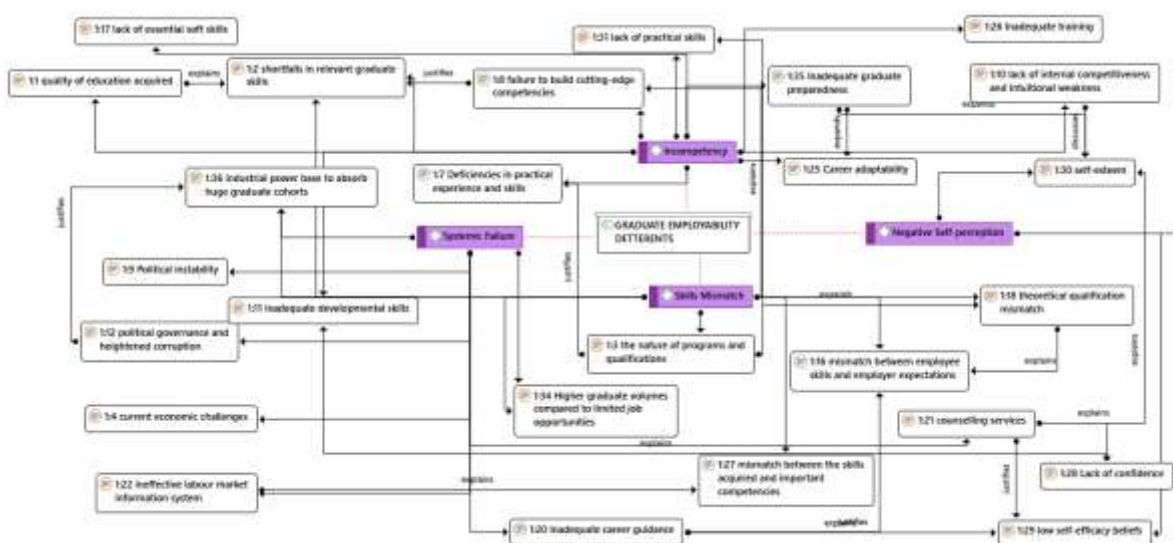 1:17 lack of essential soft skills
1:31 lack of practical skills
1:26 Inadequate training
1:1 quality of education acquired
explains
1:2 shortfalls in relevant graduate
skills
justifies
1:8 failure to build cutting-edge
competencies
1:35 Inadequate graduate
preparedness
1:10 lack of internal competitiveness
and intuitional weakness
expands
Incompetency
1:36 Industrial power base to absorb
huge graduate cohorts
1:7 Deficiencies in practical
experience and skills
explains
1:25 Career adaptability
1:30 self-esteem
justifies
Systemic Failure
GRADUATE EMPLOYABILITY
DETTERENTS
Negative Self-perception
1:9 Political instability
justifies
1:11 Inadequate developmental skills
Skills Mismatch
1:18 theoretical qualification
mismatch
1:12 political governance and
heightened corruption
1:3 the nature of programs and
qualifications
1:16 mismatch between employee
skills and employer expectations
explains
explains
1:34 Higher graduate volumes
compared to limited job
opportunities
1:4 current economic challenges
1:21 counselling services
explains
explains
1:27 mismatch between the skills
acquired and important
competencies
1:28 Lack of confidence
1:22 ineffective labour market
information system
explains
justifies
1:20 Inadequate career guidance
1:29 low self-efficacy beliefs